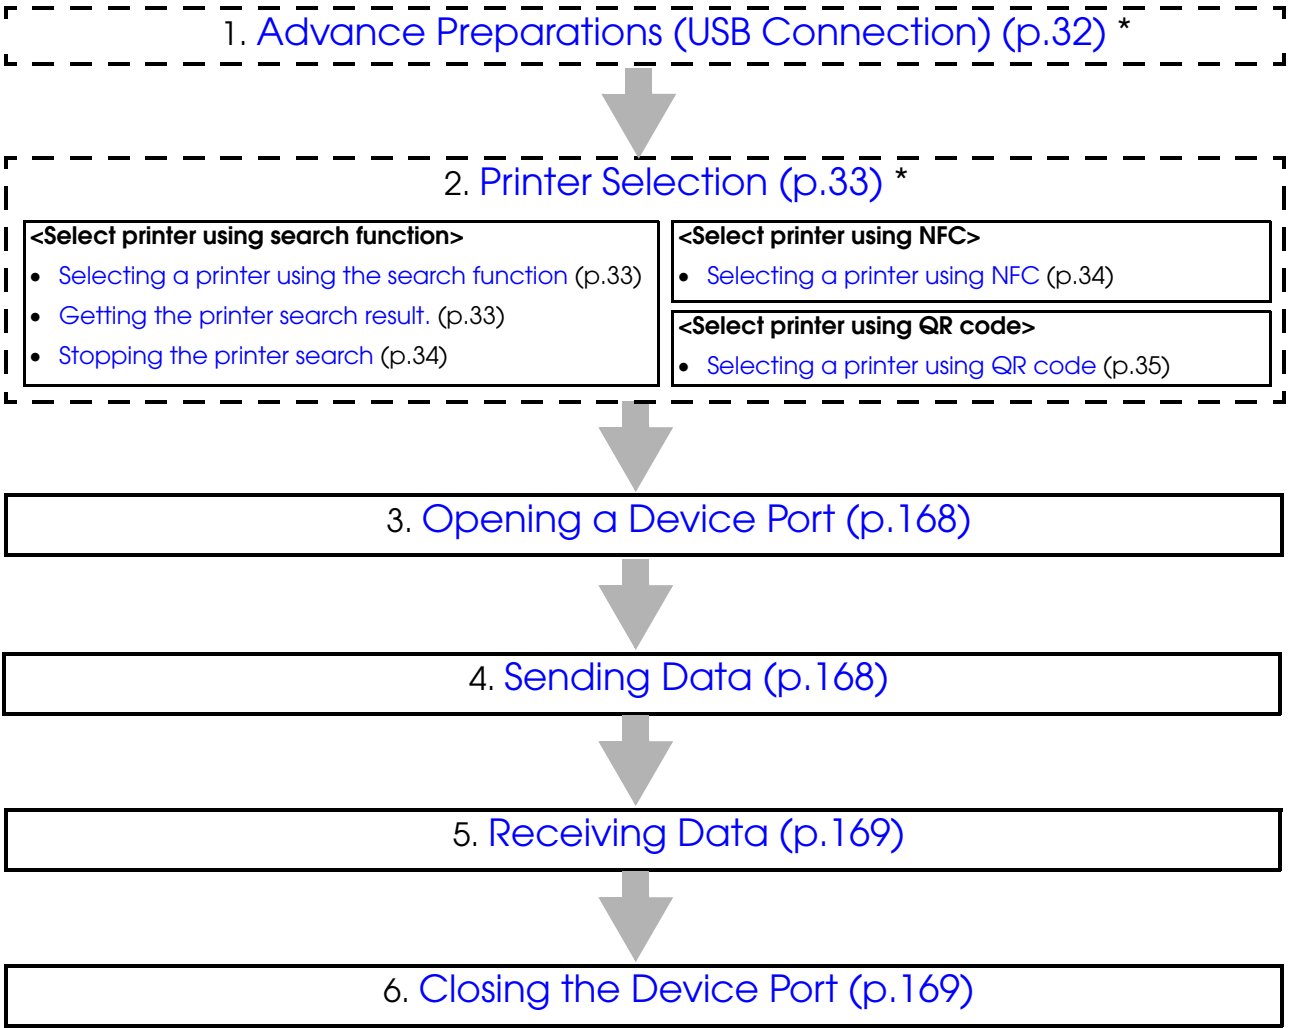 1. Advance Preparations (USB Connection) (p.32) *
2. Printer Selection (p.33) *
<Select printer using search function>
• Selecting a printer using the search function (p.33)
• Getting the printer search result. (p.33)
• Stopping the printer search (p.34)
<Select printer using NFC>
• Selecting a printer using NFC (p.34)
<Select printer using QR code>
• Selecting a printer using QR code (p.35)
3. Opening a Device Port (p.168)
4. Sending Data (p.168)
5. Receiving Data (p.169)
6. Closing the Device Port (p.169)